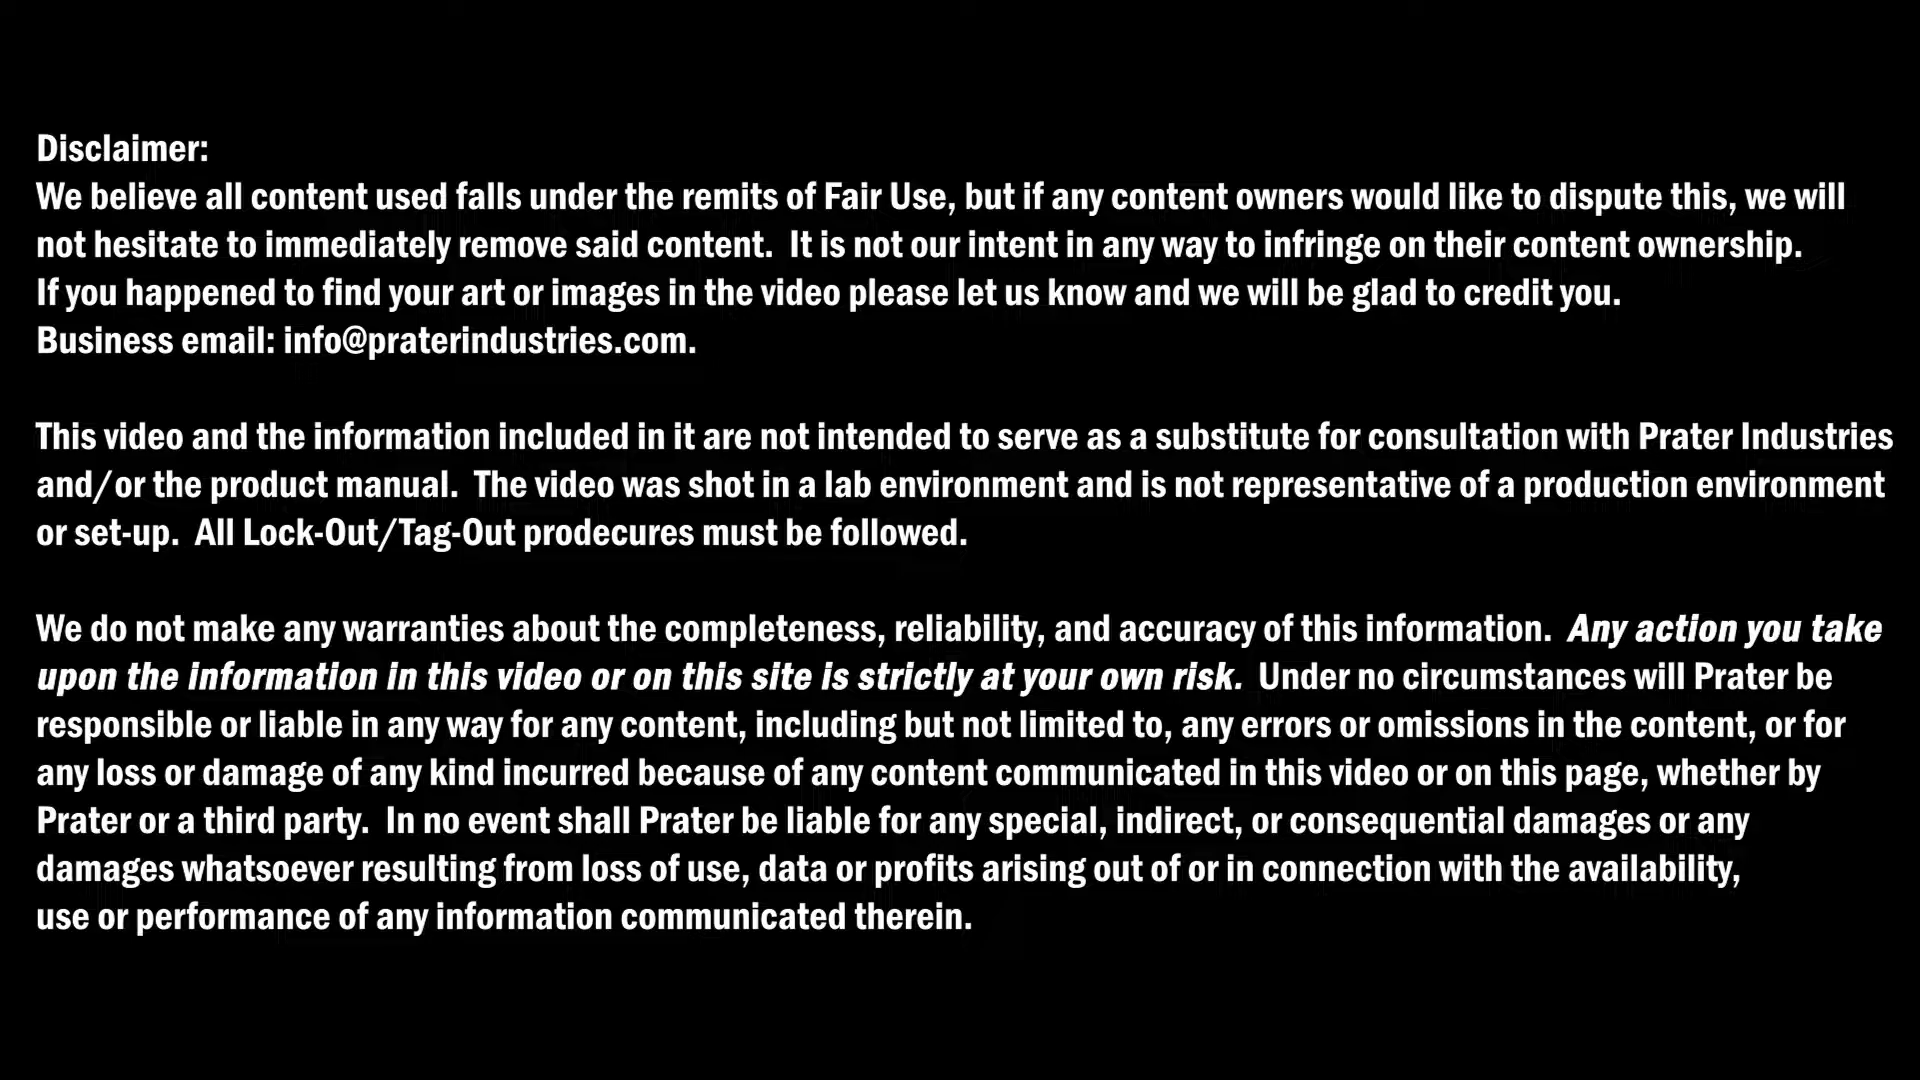 Disclaimer:
We believe all content used falls under the remits of Fair Use, but if any content owners would like to dispute this, we will
not hesitate to immediately remove said content.  It is not our intent in any way to infringe on their content ownership.
If you happened to find your art or images in the video please let us know and we will be glad to credit you.
Business email: info@praterindustries.com.
This video and the information included in it are not intended to serve as a substitute for consultation with Prater Industries
and/or the product manual.  The video was shot in a lab environment and is not representative of a production environment
or set-up.  All Lock-Out/Tag-Out prodecures must be followed.
We do not make any warranties about the completeness, reliability, and accuracy of this information.  Any action you take
upon the information in this video or on this site is strictly at your own risk.  Under no circumstances will Prater be
responsible or liable in any way for any content, including but not limited to, any errors or omissions in the content, or for
any loss or damage of any kind incurred because of any content communicated in this video or on this page, whether by
Prater or a third party.  In no event shall Prater be liable for any special, indirect, or consequential damages or any
damages whatsoever resulting from loss of use, data or profits arising out of or in connection with the availability,
use or performance of any information communicated therein.